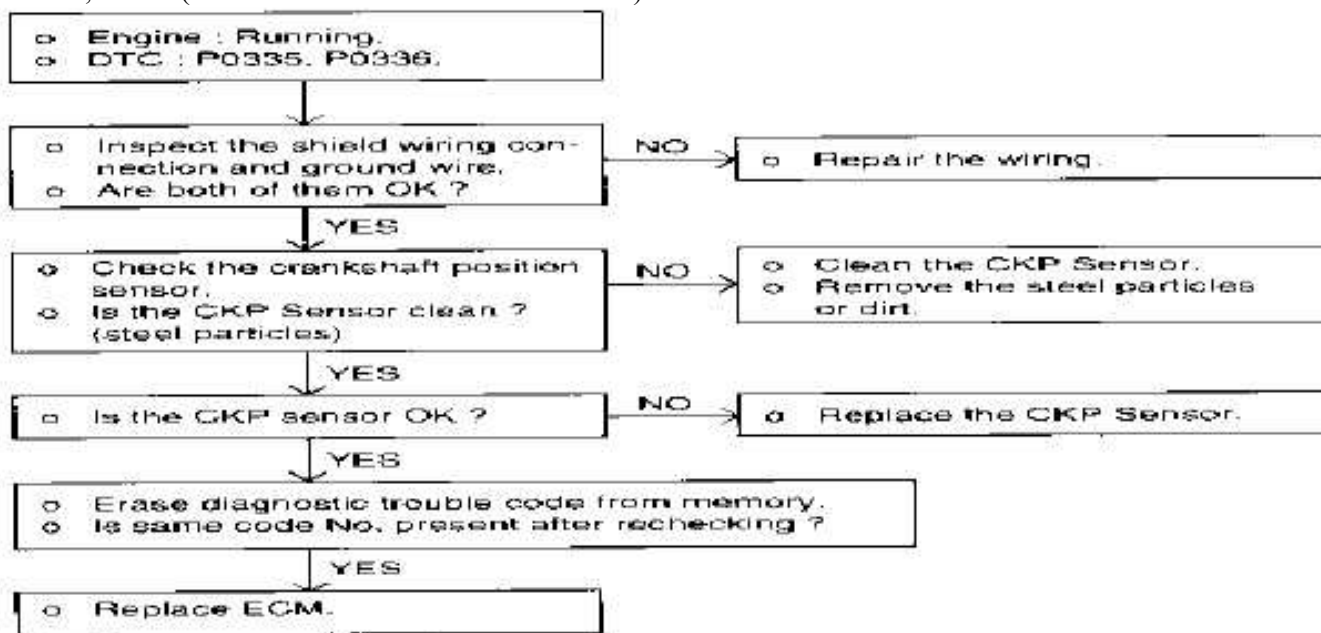 o Engine : Running.
o DTC : P0335. P0336.
o Inspect the shield wiring con-
nection and ground wire.
o Are both of them OK ?
NO
o Repair the wiring.
YES
o Check the crankshaft position
sensor.
o Is the CKP Sensor clean ?
(steel particles)
NO
o Clean the CKP Sensor.
o Remove the steel particles
or dirt.
YES
o Is the CKP sensor OK ?
NO
o Replace the CKP Sensor.
YES
o Erase diagnostic trouble code from memory.
o Is same code No. present after rechecking ?
YES
o Replace ECM.